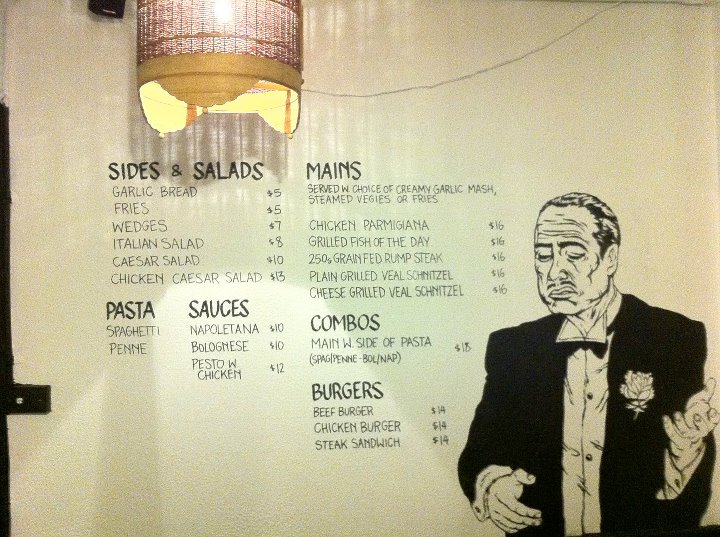 SIDES & SALADS
GARLIC BREAD $5
FRIES $5
WEDGES $7
ITALIAN SALAD $8
CAESAR SALAD $10
CHICKEN CAESAR SALAD $13
PASTA
SPAGHETTI
PENNE
SAUCES
NAPOLETANA $10
BOLOGNESE $10
PESTO W
CHICKEN $12
MAINS
SERVED W CHOICE OF CREAMY GARLIC MASH,
STEAMED VEGIES OR FRIES
CHICKEN PARMIGIANA $16
GRILLED FISH OF THE DAY $16
250g GRAIN FED RUMP STEAK $16
PLAIN GRILLED VEAL SCHNITZEL $16
CHEESE GRILLED VEAL SCHNITZEL $16
COMBOS
MAIN W. SIDE OF PASTA $18
(SPAG/PENNE - BOL/NAP)
BURGERS
BEEF BURGER $14
CHICKEN BURGER $14
STEAK SANDWICH $14